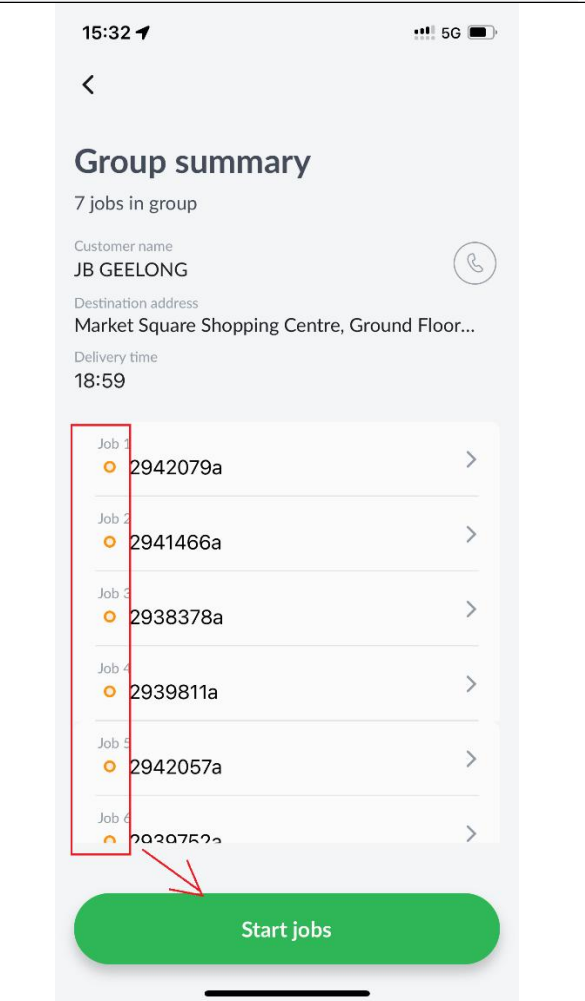 15:32
5G
Group summary
7 jobs in group
Customer name
JB GEELONG
Destination address
Market Square Shopping Centre, Ground Floor...
Delivery time
18:59
Job 1
2942079a
Job 2
2941466a
Job 3
2938378a
Job 4
2939811a
Job 5
2942057a
Job 6
2939752a
Start jobs